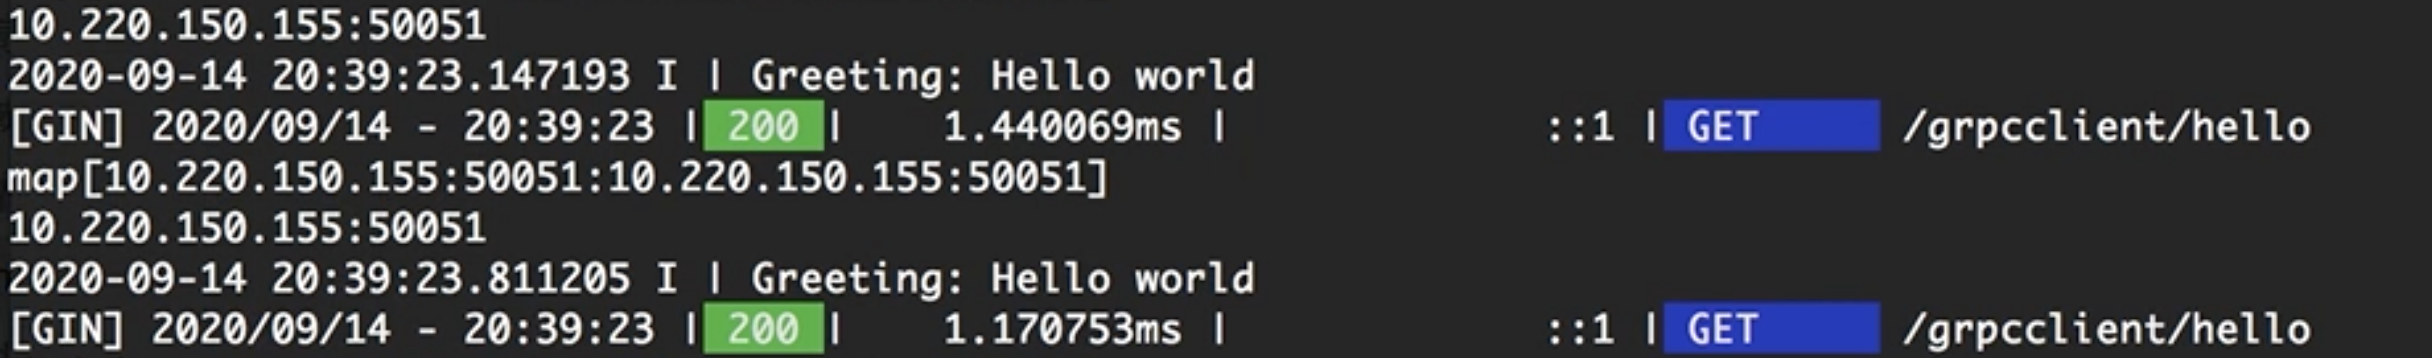 10.220.150.155:50051
2020-09-14 20:39:23.147193 I | Greeting: Hello world
[GIN] 2020/09/14 - 20:39:23 | 200 |    1.440069ms |             ::1 | GET      /grpcclient/hello
map[10.220.150.155:50051:10.220.150.155:50051]
10.220.150.155:50051
2020-09-14 20:39:23.811205 I | Greeting: Hello world
[GIN] 2020/09/14 - 20:39:23 | 200 |    1.170753ms |             ::1 | GET      /grpcclient/hello